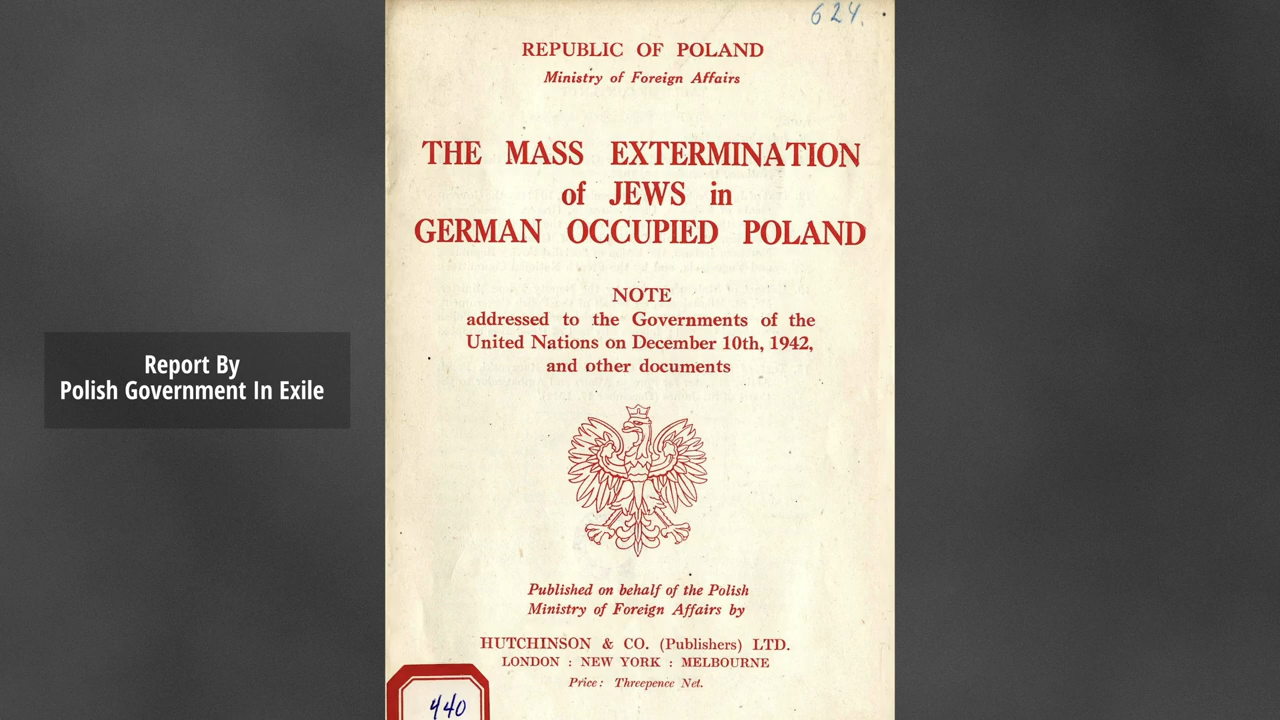 624.
REPUBLIC OF POLAND
Ministry of Foreign Affairs
THE MASS EXTERMINATION
of JEWS in
GERMAN OCCUPIED POLAND
NOTE
addressed to the Governments of the
United Nations on December 10th, 1942,
and other documents
Report By
Polish Government In Exile
Published on behalf of the Polish
Ministry of Foreign Affairs by
HUTCHINSON & CO. (Publishers) LTD.
LONDON : NEW YORK : MELBOURNE
Price : Threepence Net.
440